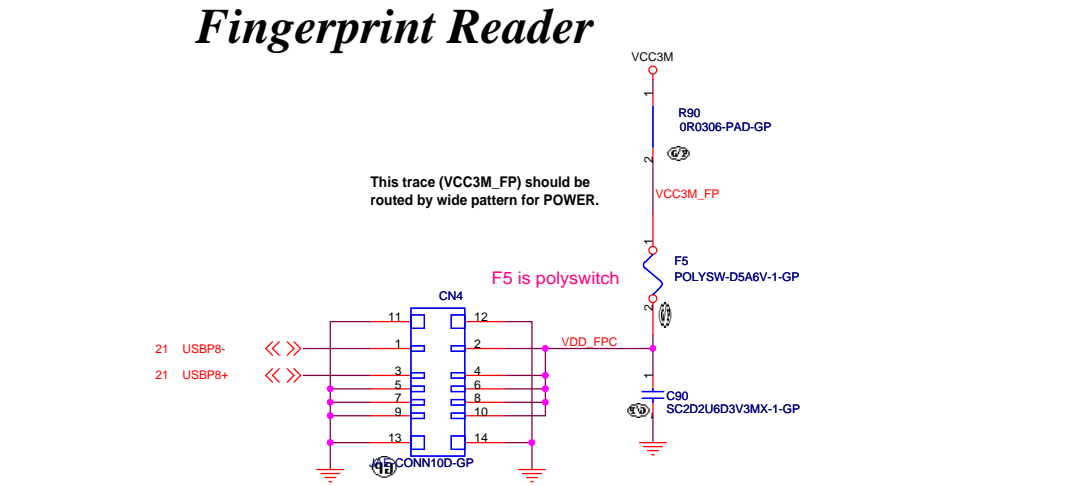 Fingerprint Reader
VCC3M
1
R90
0R0306-PAD-GP
2
This trace (VCC3M_FP) should be
routed by wide pattern for POWER.
VCC3M_FP
1
F5
POLYSW-D5A6V-1-GP
F5 is polyswitch
2
CN4
11 12
21 USBP8- 1 2 VDD_FPC
21 USBP8+ 3 4
5 6
7 8
9 10
13 14
1
C90
SC2D2U6D3V3MX-1-GP
CONN10D-GP